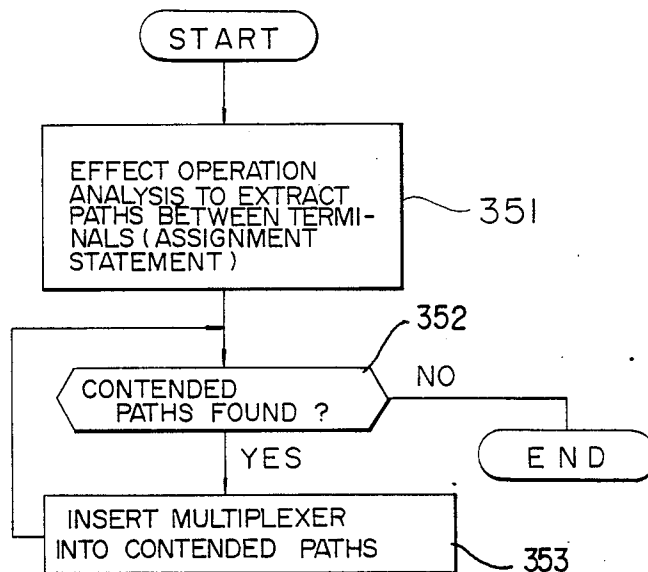 START
EFFECT OPERATION
ANALYSIS TO EXTRACT
PATHS BETWEEN TERMI-
NALS (ASSIGNMENT
STATEMENT)
351
352
CONTENDED
PATHS FOUND ?
NO
YES
END
INSERT MULTIPLEXER
INTO CONTENDED PATHS
353